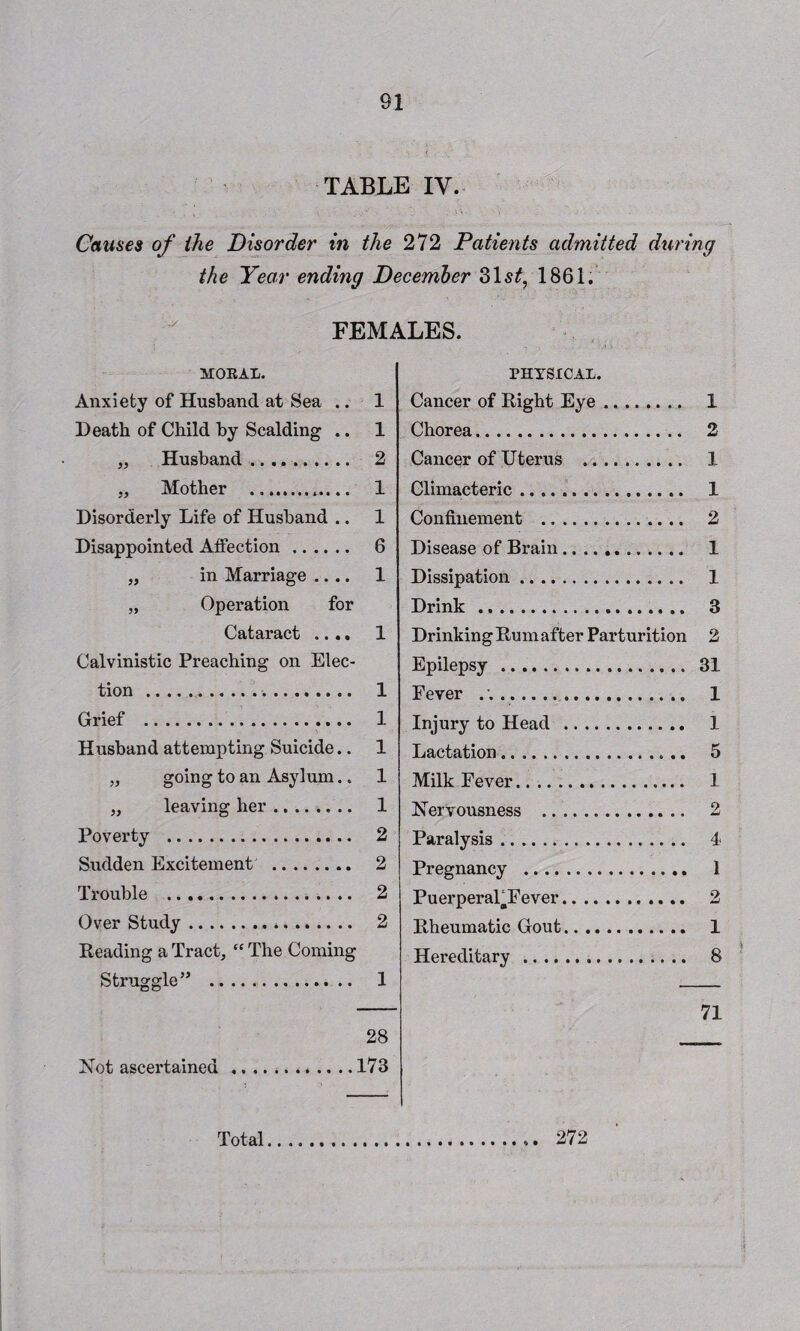 91
TABLE IV.
Causes of the Disorder in the 272 Patients admitted during
the Year ending December 31st, 1861.
FEMALES.
MORAL.
Anxiety of Husband at Sea .. 1
Death of Child by Scalding .. 1
„ Husband .......... 2
„ Mother ............ 1
Disorderly Life of Husband .. 1
Disappointed Affection ...... 6
„ in Marriage .... 1
„ Operation for
Cataract .... 1
Calvinistic Preaching on Elec-
tion ..................... 1
Grief .................... 1
Husband attempting Suicide.. 1
„ going to an Asylum.. 1
„ leaving her ........ 1
Poverty .................. 2
Sudden Excitement ........ 2
Trouble .................. 2
Over Study ................ 2
Reading a Tract, “ The Coming
Struggle” .............. 1
28
Not ascertained ............173
PHYSICAL.
Cancer of Right Eye ........ 1
Chorea.................... 2
Cancer of Uterus .......... 1
Climacteric ................ 1
Confinement .............. 2
Disease of Brain............ 1
Dissipation ................ 1
Drink .................... 3
Drinking Rum after Parturition 2
Epilepsy .................. 31
Fever .................... 1
Injury to Head ............ 1
Lactation.................. 5
Milk Fever................. 1
Nervousness .............. 2
Paralysis .................. 4
Pregnancy ................ 1
Puerperal Fever............ 2
Rheumatic Gout............ 1
Hereditary ................ 8
71
Total.............................. 272